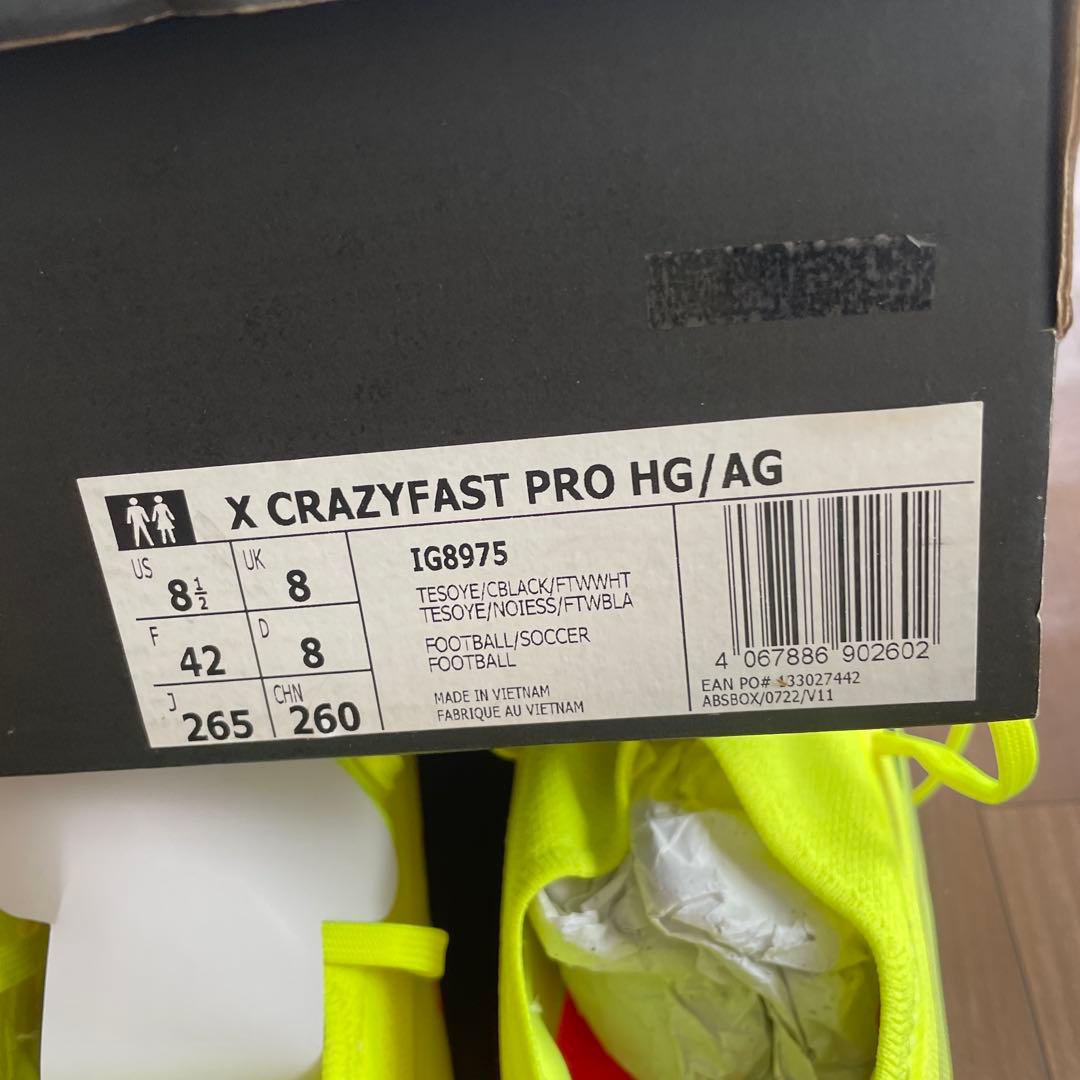 X CRAZYFAST PRO HG/AG
US 8½ UK 8
F 42 D 8
J 265 CHN 260
IG8975
TESOYE/CBLACK/FTWWHT
TESOYE/NOIESS/FTWBLA
FOOTBALL/SOCCER
FOOTBALL
MADE IN VIETNAM
FABRIQUE AU VIETNAM
4 067886 902602
EAN PO# 133027442
ABSBOX/0722/V11